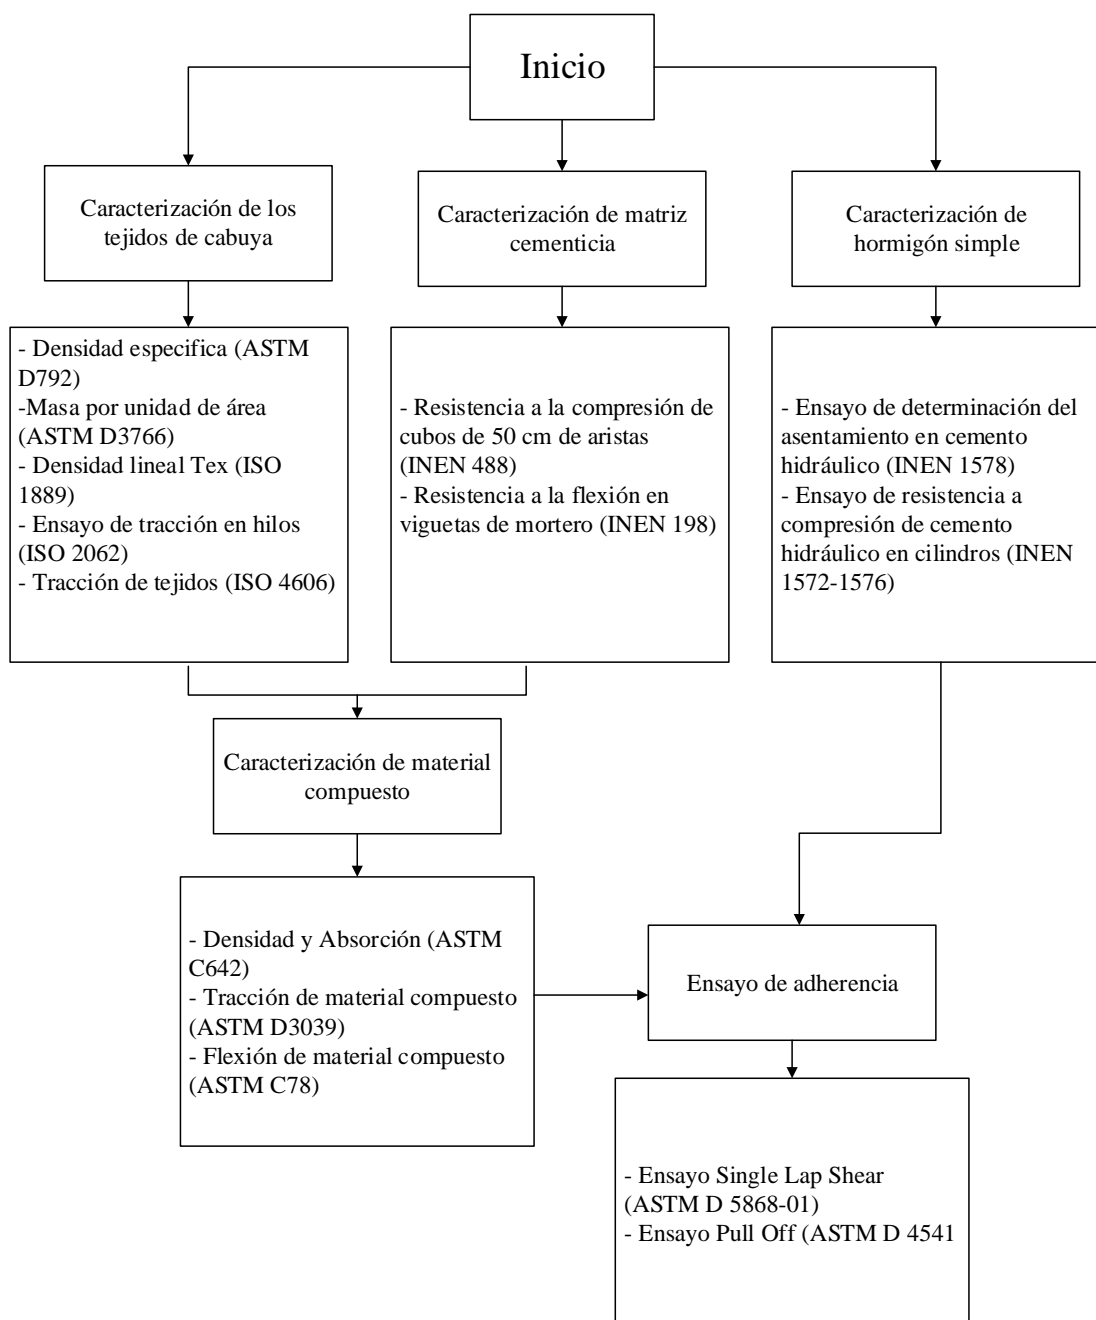 Inicio
Caracterización de los
tejidos de cabuya
Caracterización de matriz
cementicia
Caracterización de
hormigón simple
- Densidad especifica (ASTM
D792)
-Masa por unidad de área
(ASTM D3766)
- Densidad lineal Tex (ISO
1889)
- Ensayo de tracción en hilos
(ISO 2062)
- Tracción de tejidos (ISO 4606)
- Resistencia a la compresión de
cubos de 50 cm de aristas
(INEN 488)
- Resistencia a la flexión en
viguetas de mortero (INEN 198)
- Ensayo de determinación del
asentamiento en cemento
hidráulico (INEN 1578)
- Ensayo de resistencia a
compresión de cemento
hidráulico en cilindros (INEN
1572-1576)
Caracterización de material
compuesto
- Densidad y Absorción (ASTM
C642)
- Tracción de material compuesto
(ASTM D3039)
- Flexión de material compuesto
(ASTM C78)
Ensayo de adherencia
- Ensayo Single Lap Shear
(ASTM D 5868-01)
- Ensayo Pull Off (ASTM D 4541